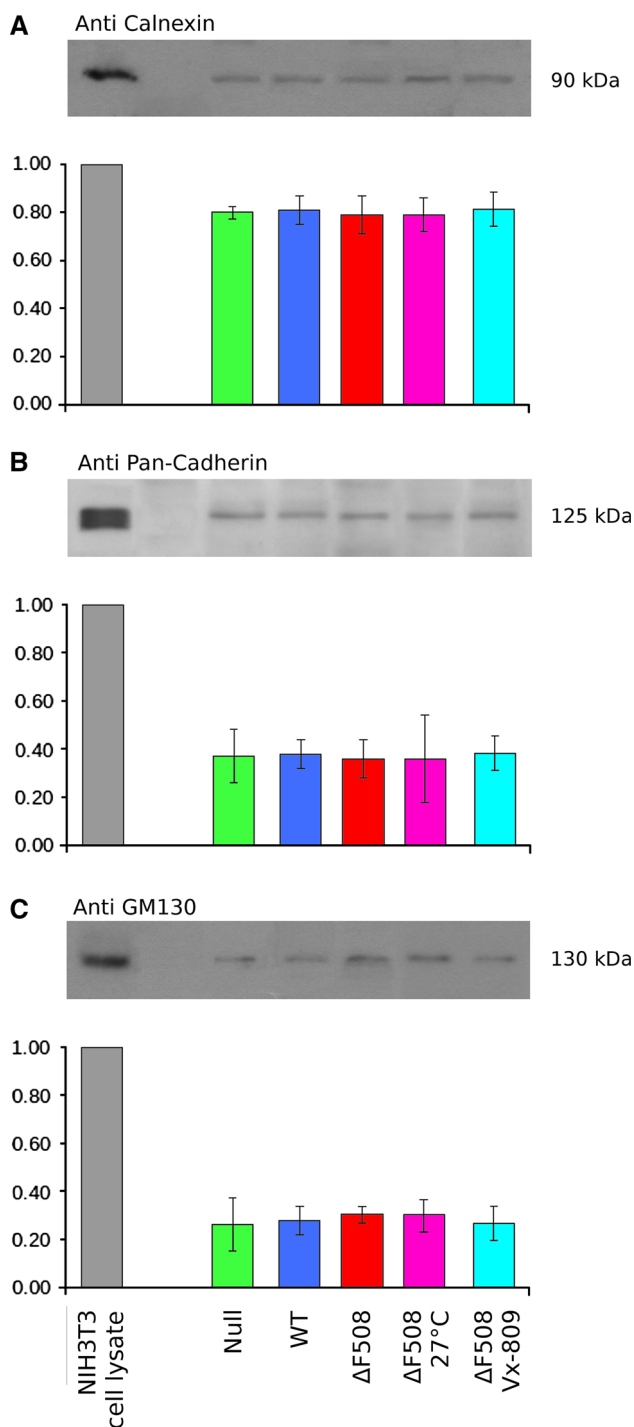 A
Anti Calnexin
90 kDa
1.00
0.80
0.60
0.40
0.20
0.00
B
Anti Pan-Cadherin
125 kDa
1.00
0.80
0.60
0.40
0.20
0.00
C
Anti GM130
130 kDa
1.00
0.80
0.60
0.40
0.20
0.00
NIH3T3
cell lysate
Null
WT
ΔF508
ΔF508
27°C
ΔF508
Vx-809